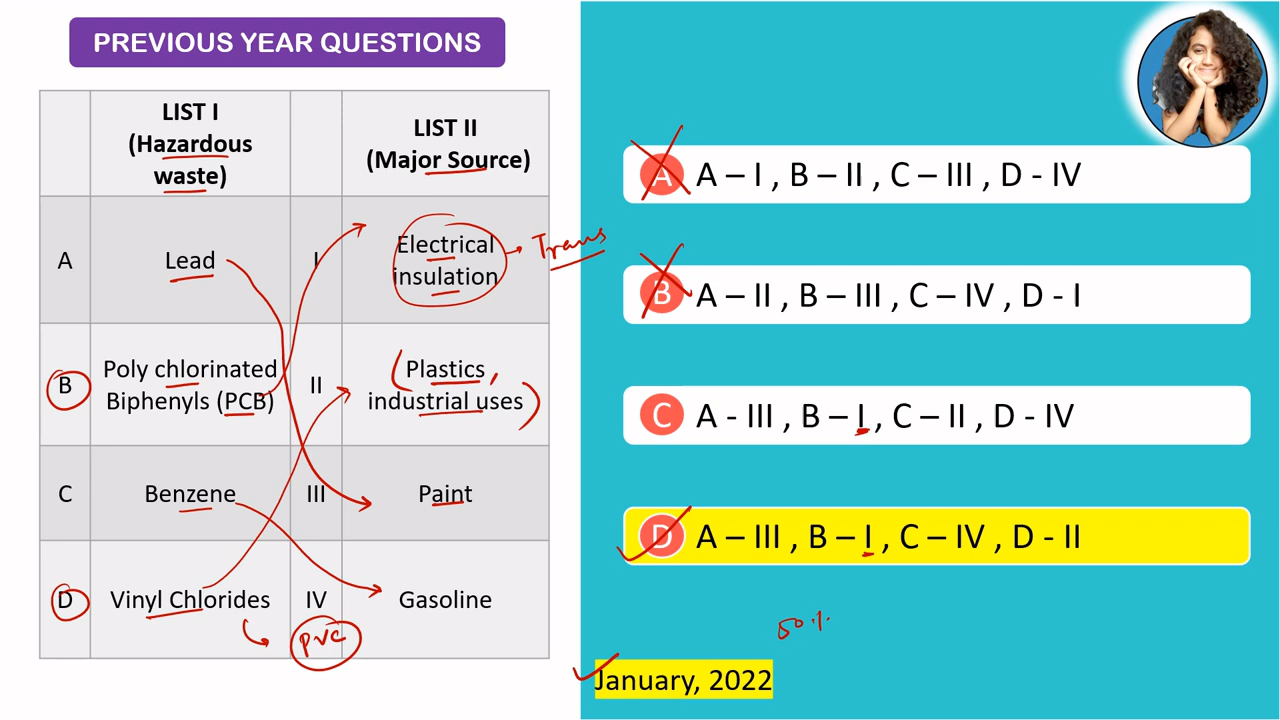 PREVIOUS YEAR QUESTIONS
LIST I
(Hazardous
waste)
LIST II
(Major Source)
A
Lead
I
Electrical
insulation
Trans
B
Poly chlorinated
Biphenyls (PCB)
II
(Plastics,
industrial uses)
C
Benzene
III
Paint
D
Vinyl Chlorides
IV
Gasoline
PVC
A A – I , B – II , C – III , D - IV
B A – II , B – III , C – IV , D - I
C A - III , B – I , C – II , D - IV
D A – III , B – I , C – IV , D - II
50%
January, 2022